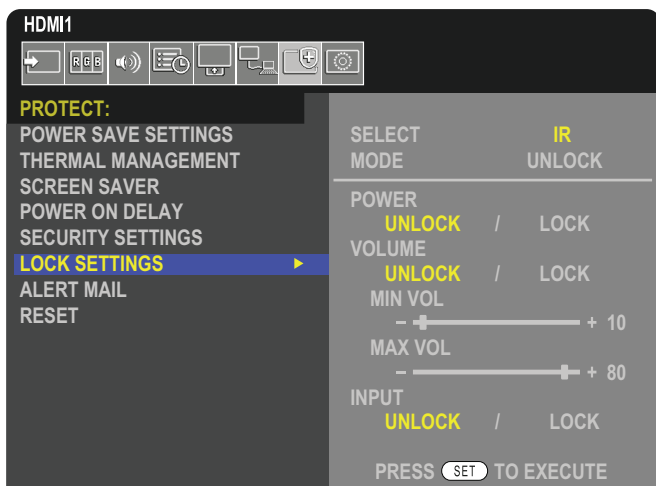 HDMI1
RGB
PROTECT:
POWER SAVE SETTINGS
THERMAL MANAGEMENT
SCREEN SAVER
POWER ON DELAY
SECURITY SETTINGS
LOCK SETTINGS
ALERT MAIL
RESET
SELECT IR
MODE UNLOCK
POWER
UNLOCK / LOCK
VOLUME
UNLOCK / LOCK
MIN VOL
- + 10
MAX VOL
- + 80
INPUT
UNLOCK / LOCK
PRESS SET TO EXECUTE